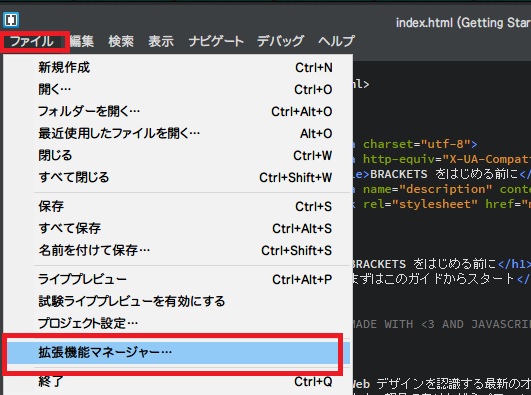 index.html (Getting Star
ファイル 編集 検索 表示 ナビゲート デバッグ ヘルプ
新規作成 Ctrl+N
開く… Ctrl+O
フォルダーを開く… Ctrl+Alt+O
最近使用したファイルを開く… Alt+O
閉じる Ctrl+W
すべて閉じる Ctrl+Shift+W
保存 Ctrl+S
すべて保存 Ctrl+Alt+S
名前を付けて保存… Ctrl+Shift+S
ライブプレビュー Ctrl+Alt+P
試験ライブプレビューを有効にする
プロジェクト設定…
拡張機能マネージャー…
終了 Ctrl+Q
ml>
charset="utf-8">
http-equiv="X-UA-Compat
le>BRACKETS をはじめる前に</
name="description" conte
rel="stylesheet" href="m
BRACKETS をはじめる前に</h1>
まずはこのガイドからスタート</
MADE WITH <3 AND JAVASCRIP
Web デザインを認識する最新のオ